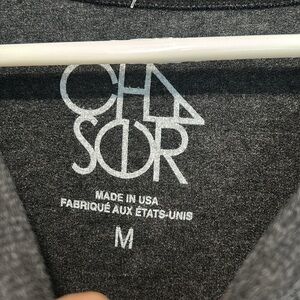 CHA
SER
MADE IN USA
FABRIQUÉ AUX ÉTATS-UNIS
M